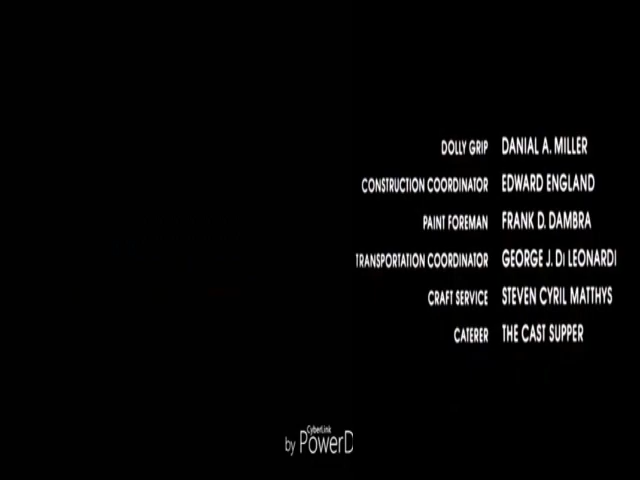 DOLLY GRIP DANIAL A. MILLER
CONSTRUCTION COORDINATOR EDWARD ENGLAND
PAINT FOREMAN FRANK D. DAMBRA
TRANSPORTATION COORDINATOR GEORGE J. DI LEONARDI
CRAFT SERVICE STEVEN CYRIL MATTHYS
CATERER THE CAST SUPPER
CyberLink
by PowerD